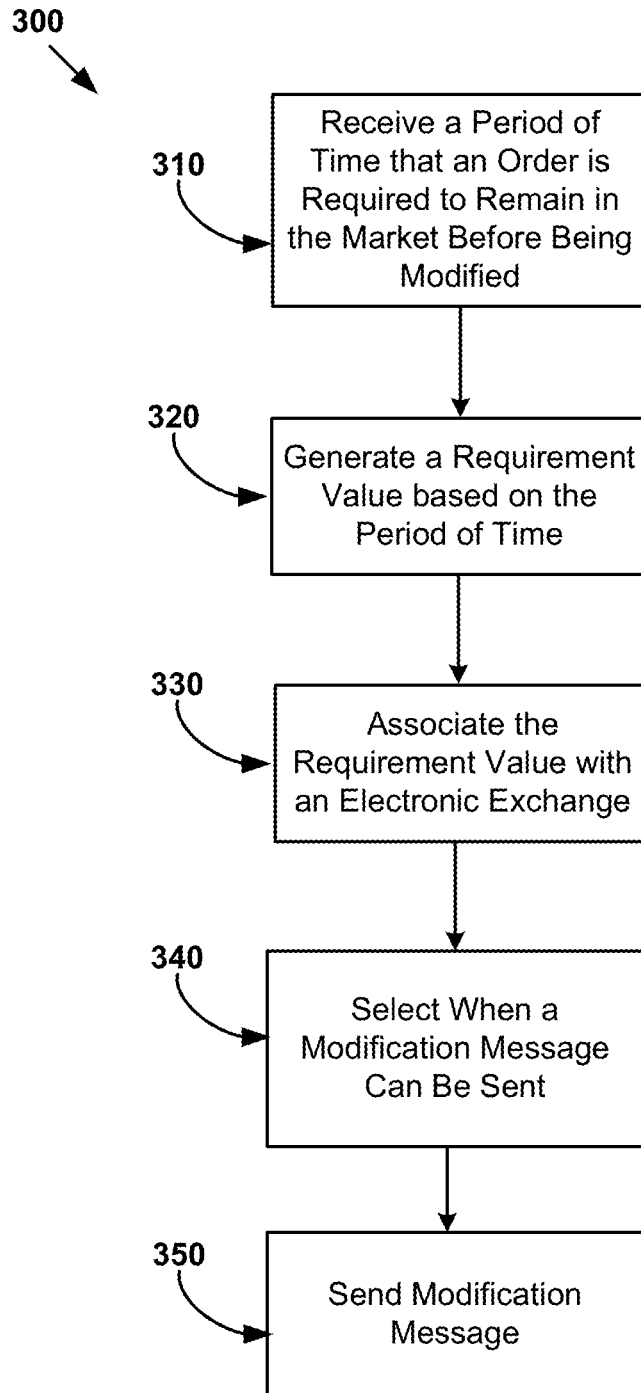 300
310
Receive a Period of
Time that an Order is
Required to Remain in
the Market Before Being
Modified
320
Generate a Requirement
Value based on the
Period of Time
330
Associate the
Requirement Value with
an Electronic Exchange
340
Select When a
Modification Message
Can Be Sent
350
Send Modification
Message